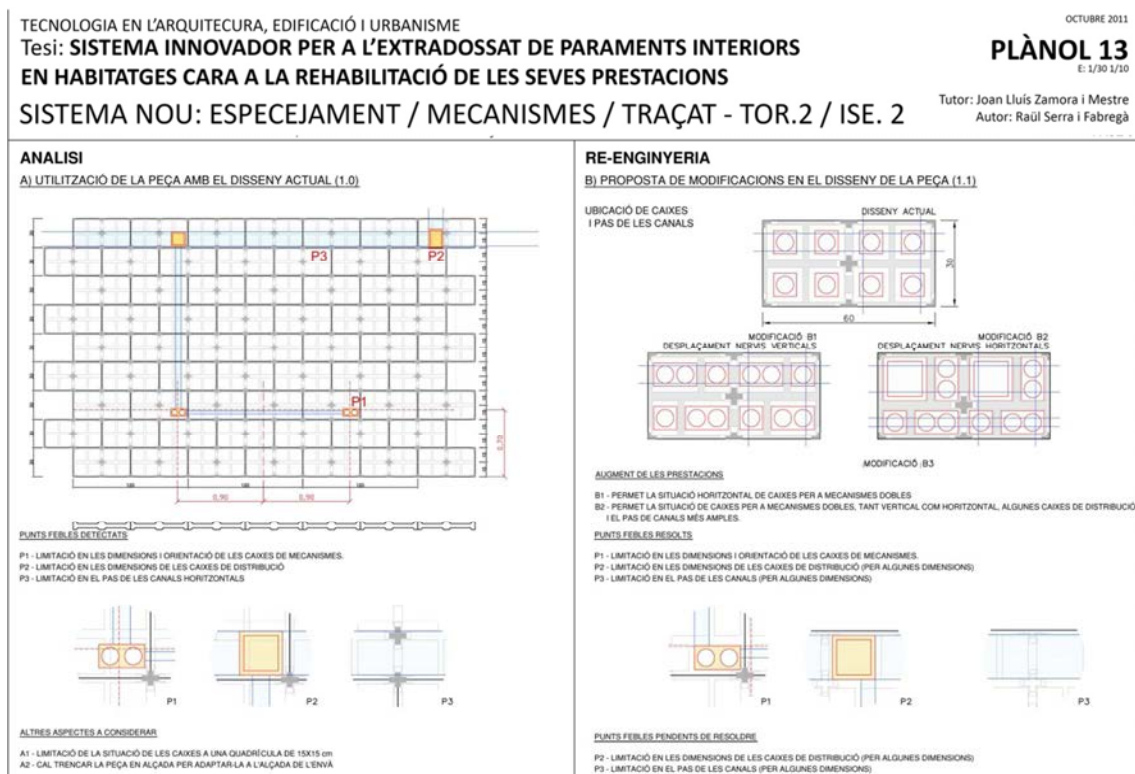 TECNOLOGIA EN L'ARQUITECTURA, EDIFICACIÓ I URBANISME
Tesi: SISTEMA INNOVADOR PER A L'EXTRADOSSAT DE PARAMENTS INTERIORS
EN HABITATGES CARA A LA REHABILITACIÓ DE LES SEVES PRESTACIONS
SISTEMA NOU: ESPECEJAMENT / MECANISMES / TRAÇAT - TOR.2 / ISE. 2
OCTUBRE 2011
PLÀNOL 13
E: 1/30 1/10
Tutor: Joan Lluís Zamora i Mestre
Autor: Raül Serra i Fabregà
ANALISI
A) UTILITZACIÓ DE LA PEÇA AMB EL DISSENY ACTUAL (1.0)
P3
P2
P1
0,70
0,90
0,90
PUNTS FEBLES DETECTATS
P1 - LIMITACIÓ EN LES DIMENSIONS I ORIENTACIÓ DE LES CAIXES DE MECANISMES.
P2 - LIMITACIÓ EN LES DIMENSIONS DE LES CAIXES DE DISTRIBUCIÓ
P3 - LIMITACIÓ EN EL PAS DE LES CANALS HORITZONTALS
P1
P2
P3
ALTRES ASPECTES A CONSIDERAR
A1 - LIMITACIÓ DE LA SITUACIÓ DE LES CAIXES A UNA QUADRÍCULA DE 15X15 cm
A2 - CAL TRENCAR LA PEÇA EN ALÇADA PER ADAPTAR-LA A L'ALÇADA DE L'ENVÀ
RE-ENGINYERIA
B) PROPOSTA DE MODIFICACIONS EN EL DISSENY DE LA PEÇA (1.1)
UBICACIÓ DE CAIXES
I PAS DE LES CANALS
DISSENY ACTUAL
30
60
MODIFICACIÓ B1
DESPLAÇAMENT NERVIS VERTICALS
MODIFICACIÓ B2
DESPLAÇAMENT NERVIS HORITZONTALS
MODIFICACIÓ B3
AUGMENT DE LES PRESTACIONS
B1 - PERMET LA SITUACIÓ HORITZONTAL DE CAIXES PER A MECANISMES DOBLES
B2 - PERMET LA SITUACIÓ DE CAIXES PER A MECANISMES DOBLES, TANT VERTICAL COM HORITZONTAL, ALGUNES CAIXES DE DISTRIBUCIÓ
I EL PAS DE CANALS MÉS AMPLES.
PUNTS FEBLES RESOLTS
P1 - LIMITACIÓ EN LES DIMENSIONS I ORIENTACIÓ DE LES CAIXES DE MECANISMES.
P2 - LIMITACIÓ EN LES DIMENSIONS DE LES CAIXES DE DISTRIBUCIÓ (PER ALGUNES DIMENSIONS)
P3 - LIMITACIÓ EN EL PAS DE LES CANALS (PER ALGUNES DIMENSIONS)
P1
P2
P3
PUNTS FEBLES PENDENTS DE RESOLDRE
P2 - LIMITACIÓ EN LES DIMENSIONS DE LES CAIXES DE DISTRIBUCIÓ (PER ALGUNES DIMENSIONS)
P3 - LIMITACIÓ EN EL PAS DE LES CANALS (PER ALGUNES DIMENSIONS)